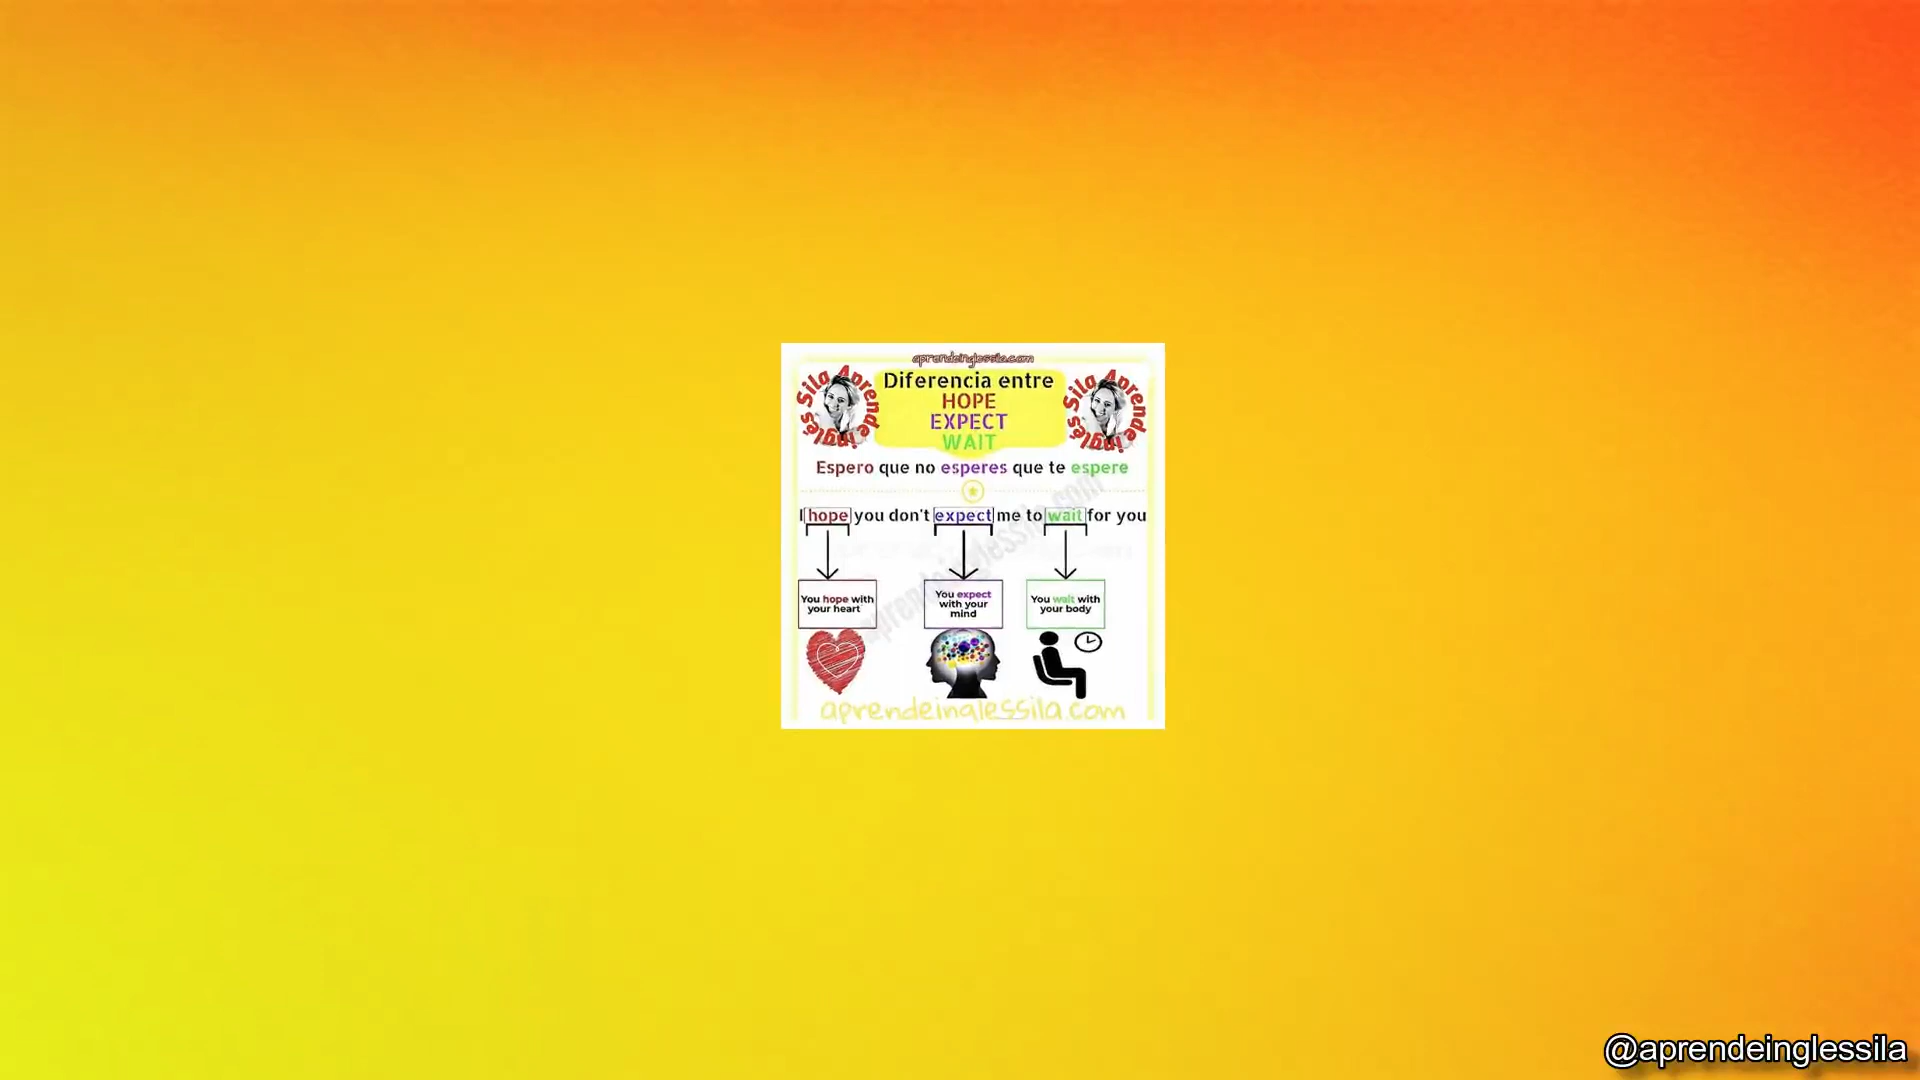 aprendeinglessila.com
Sila Aprende inglés
Diferencia entre
HOPE
EXPECT
WAIT
Sila Aprende inglés
Espero que no esperes que te espere
I hope you don't expect me to wait for you
You hope with
your heart
You expect
with your
mind
You wait with
your body
aprendeinglessila.com
aprendeinglessila.com
@aprendeinglessila